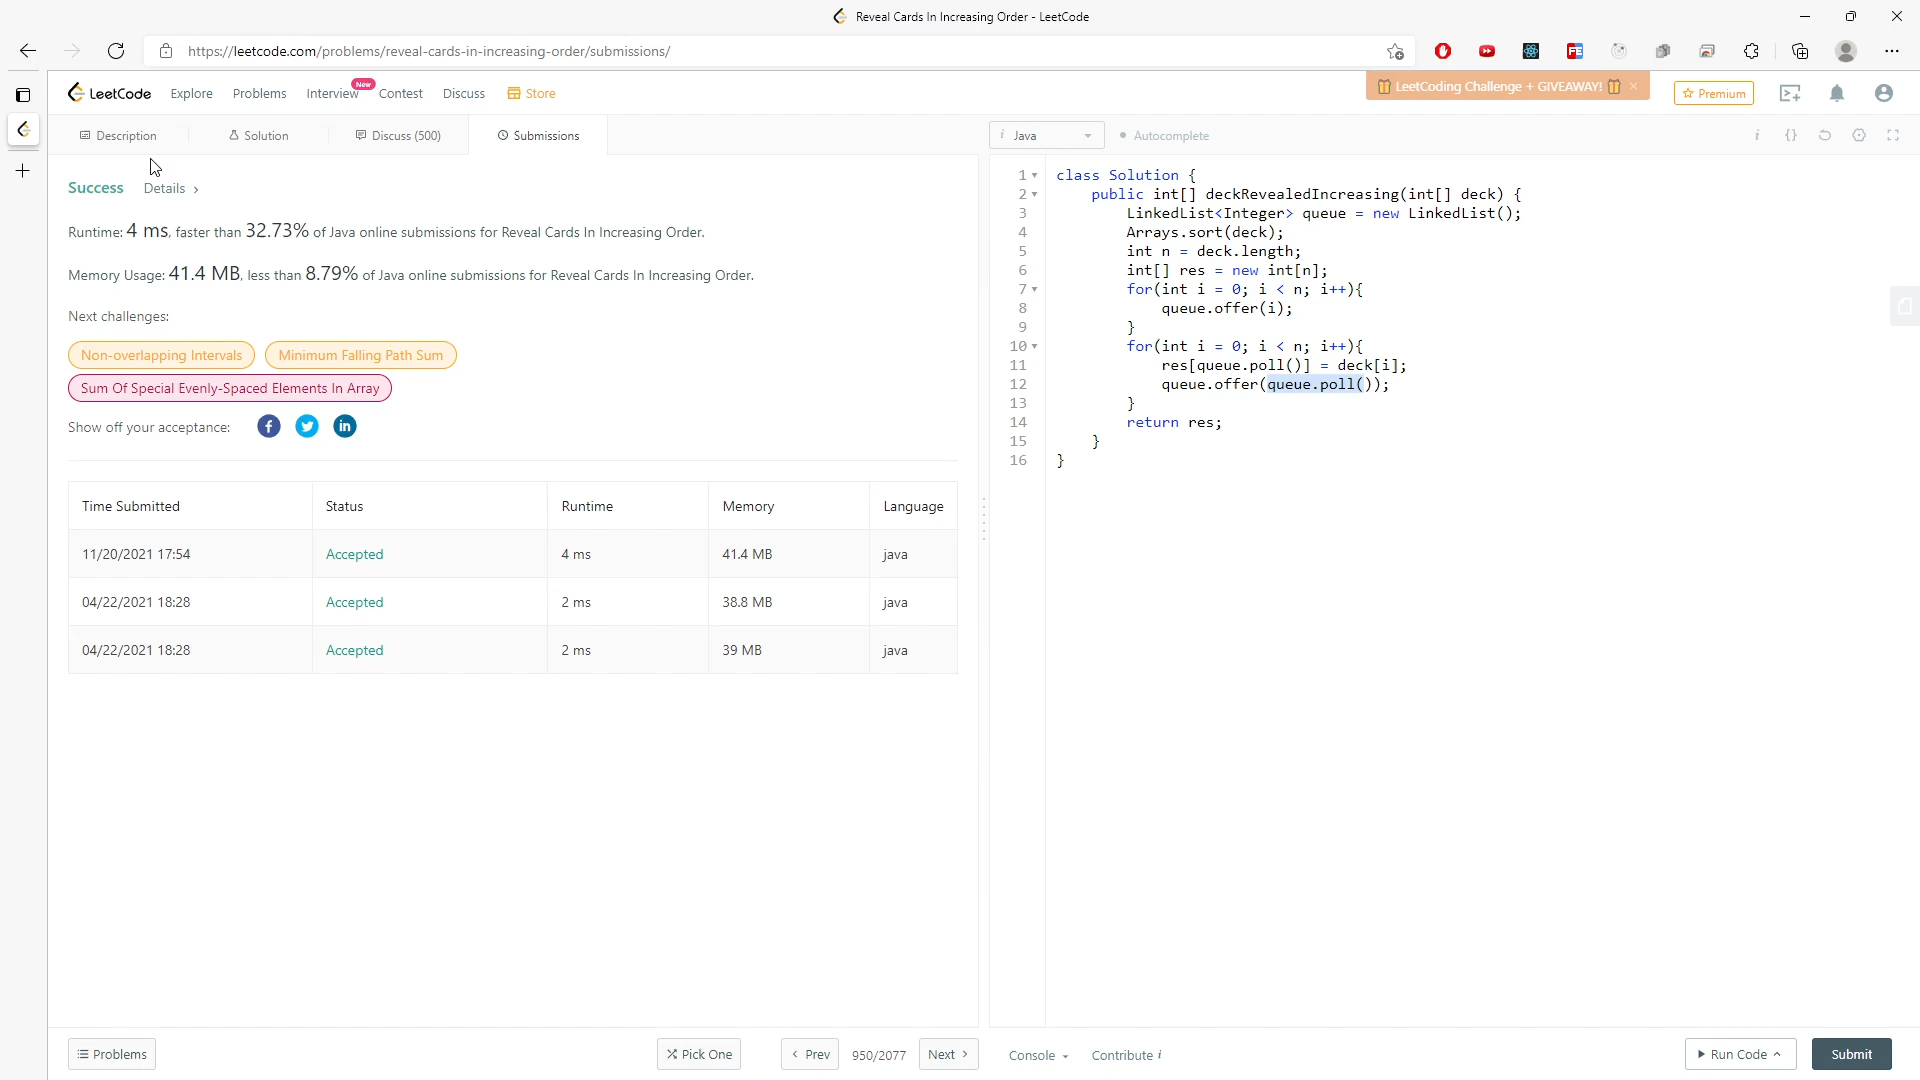 Reveal Cards In Increasing Order - LeetCode
https://leetcode.com/problems/reveal-cards-in-increasing-order/submissions/
LeetCode Explore Problems Interview New Contest Discuss Store
LeetCoding Challenge + GIVEAWAY! ×
Premium
Description Solution Discuss (500) Submissions
i Java Autocomplete
Success Details >
Runtime: 4 ms, faster than 32.73% of Java online submissions for Reveal Cards In Increasing Order.
Memory Usage: 41.4 MB, less than 8.79% of Java online submissions for Reveal Cards In Increasing Order.
Next challenges:
Non-overlapping Intervals Minimum Falling Path Sum
Sum Of Special Evenly-Spaced Elements In Array
Show off your acceptance:
Time Submitted Status Runtime Memory Language
11/20/2021 17:54 Accepted 4 ms 41.4 MB java
04/22/2021 18:28 Accepted 2 ms 38.8 MB java
04/22/2021 18:28 Accepted 2 ms 39 MB java
1 class Solution {
2 public int[] deckRevealedIncreasing(int[] deck) {
3 LinkedList<Integer> queue = new LinkedList();
4 Arrays.sort(deck);
5 int n = deck.length;
6 int[] res = new int[n];
7 for(int i = 0; i < n; i++){
8 queue.offer(i);
9 }
10 for(int i = 0; i < n; i++){
11 res[queue.poll()] = deck[i];
12 queue.offer(queue.poll());
13 }
14 return res;
15 }
16 }
Problems Pick One < Prev 950/2077 Next > Console Contribute i Run Code Submit